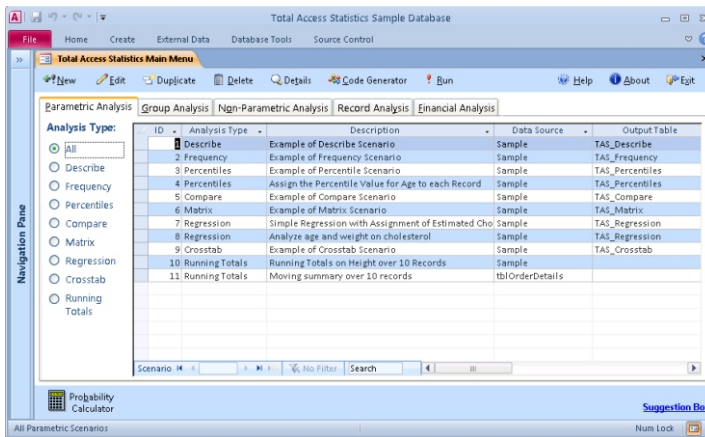 Total Access Statistics Sample Database
File Home Create External Data Database Tools Source Control
Total Access Statistics Main Menu
New Edit Duplicate Delete Details Code Generator Run Help About Exit
Parametric Analysis Group Analysis Non-Parametric Analysis Record Analysis Financial Analysis
Analysis Type:
All
Describe
Frequency
Percentiles
Compare
Matrix
Regression
Crosstab
Running
Totals
ID Analysis Type Description Data Source Output Table
1 Describe Example of Describe Scenario Sample TAS_Describe
2 Frequency Example of Frequency Scenario Sample TAS_Frequency
3 Percentiles Example of Percentile Scenario Sample TAS_Percentiles
4 Percentiles Assign the Percentile Value for Age to each Record Sample TAS_Percentiles
5 Compare Example of Compare Scenario Sample TAS_Compare
6 Matrix Example of Matrix Scenario Sample TAS_Matrix
7 Regression Simple Regression with Assignment of Estimated Cho Sample TAS_Regression
8 Regression Analyze age and weight on cholesterol Sample TAS_Regression
9 Crosstab Example of Crosstab Scenario Sample TAS_Crosstab
10 Running Totals Running Totals on Height over 10 Records Sample
11 Running Totals Moving summary over 10 records tblOrderDetails
Scenario No Filter Search
Navigation Pane
Probability
Calculator
Suggestion Bo
All Parametric Scenarios Num Lock